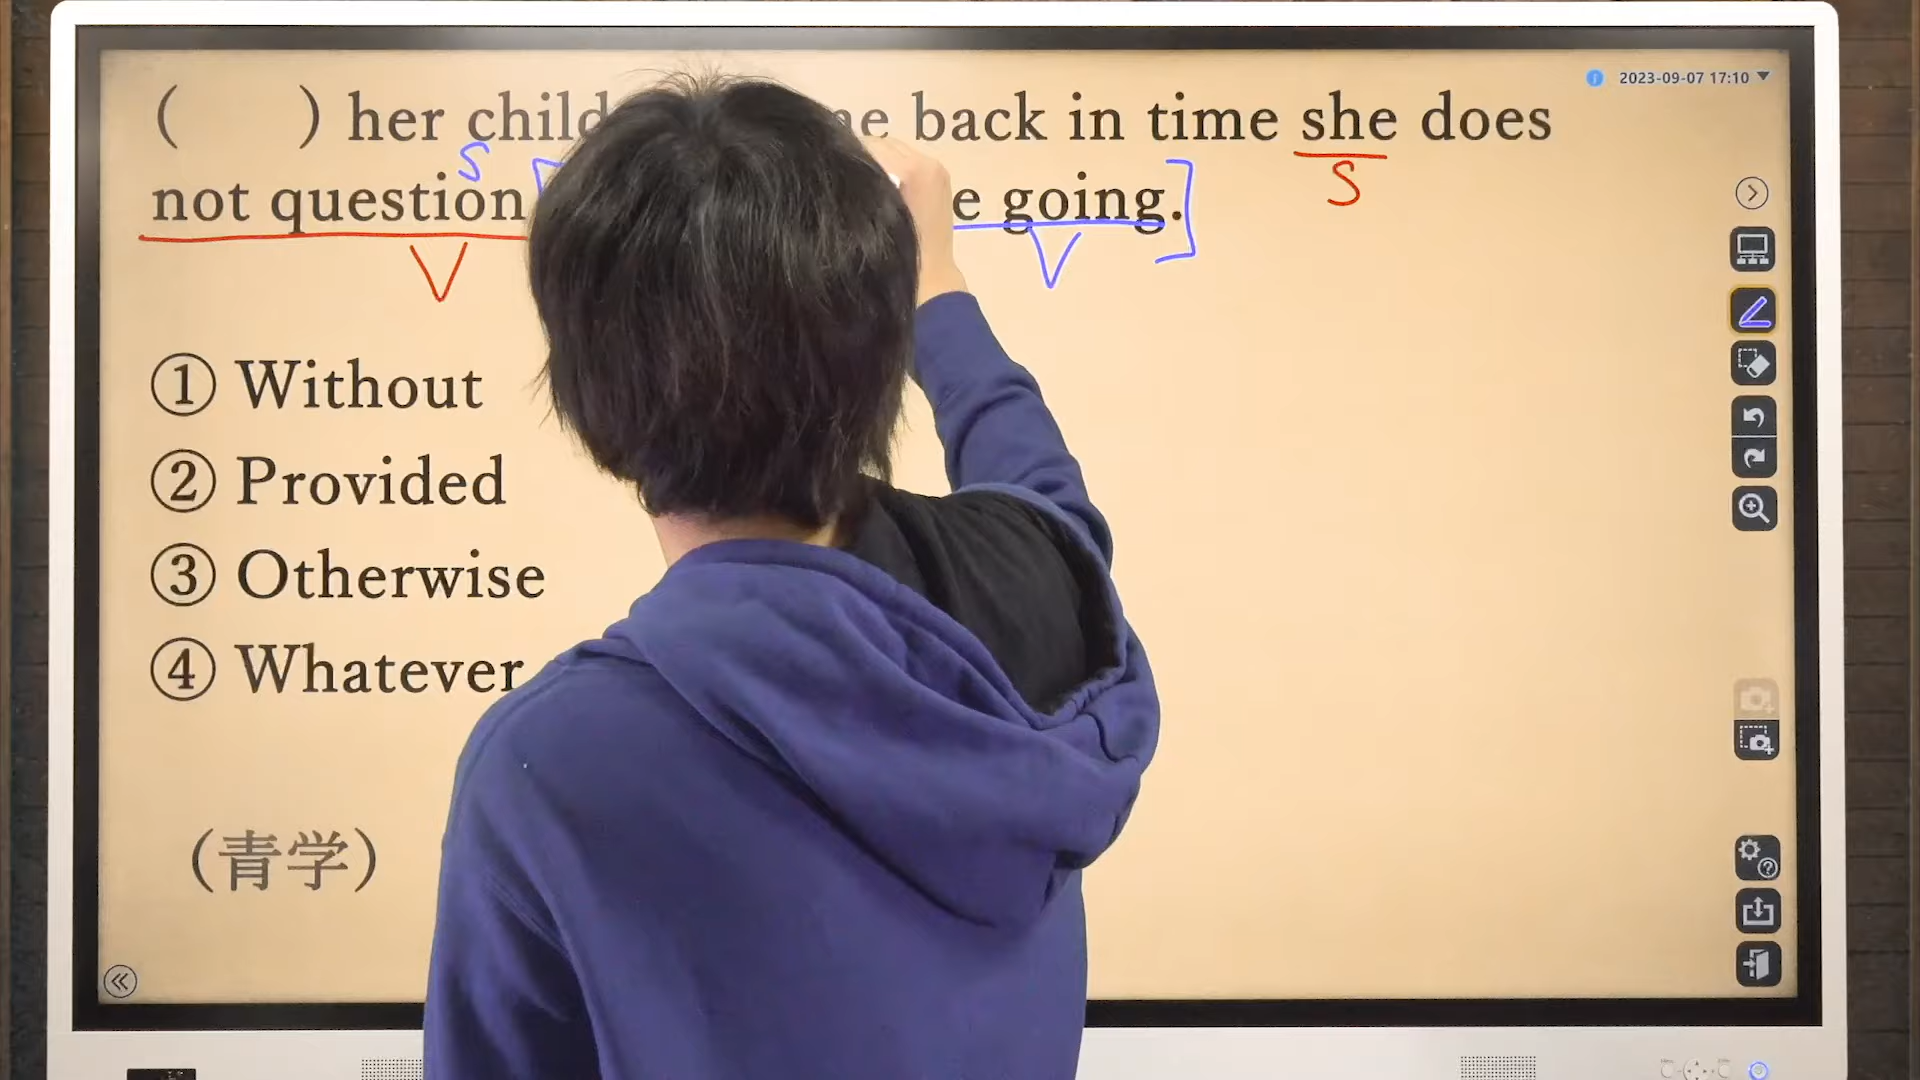 2023-09-07 17:10
( ) her back in time she does
S S
not question going.
V V
① Without
② Provided
③ Otherwise
④ Whatever
(青学)